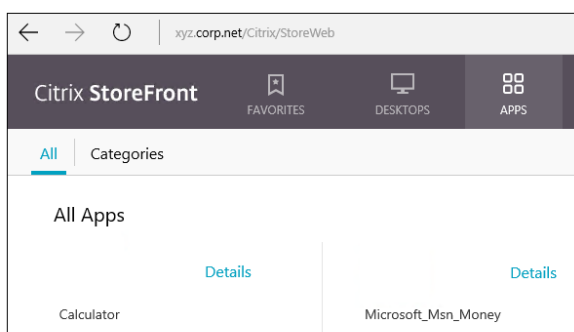 xyz.corp.net/Citrix/StoreWeb
Citrix StoreFront
FAVORITES
DESKTOPS
APPS
All
Categories
All Apps
Details
Details
Calculator
Microsoft_Msn_Money